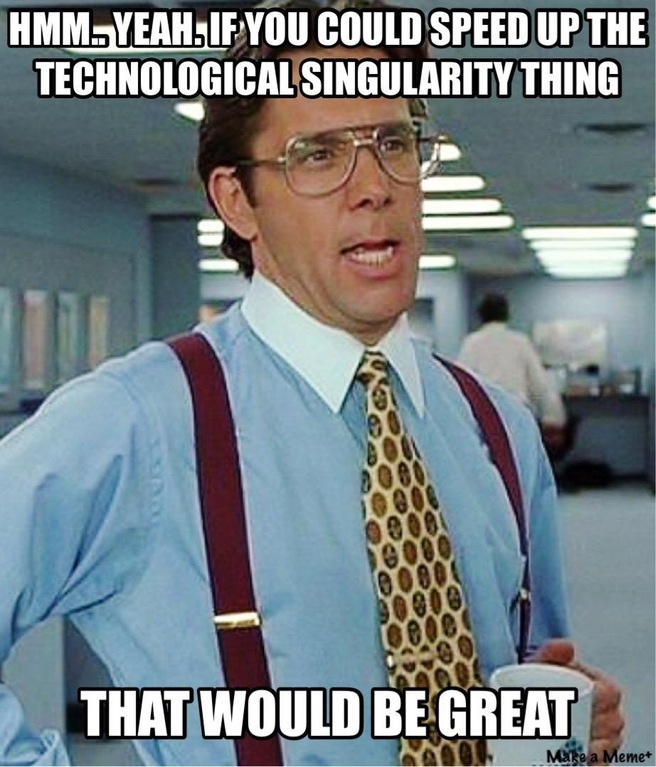 HMM..YEAH. IF YOU COULD SPEED UP THE
TECHNOLOGICAL SINGULARITY THING
THAT WOULD BE GREAT
Make a Meme+